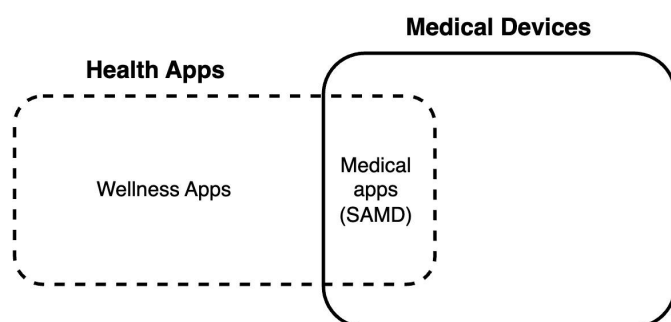 Medical Devices
Health Apps
Wellness Apps
Medical
apps
(SAMD)